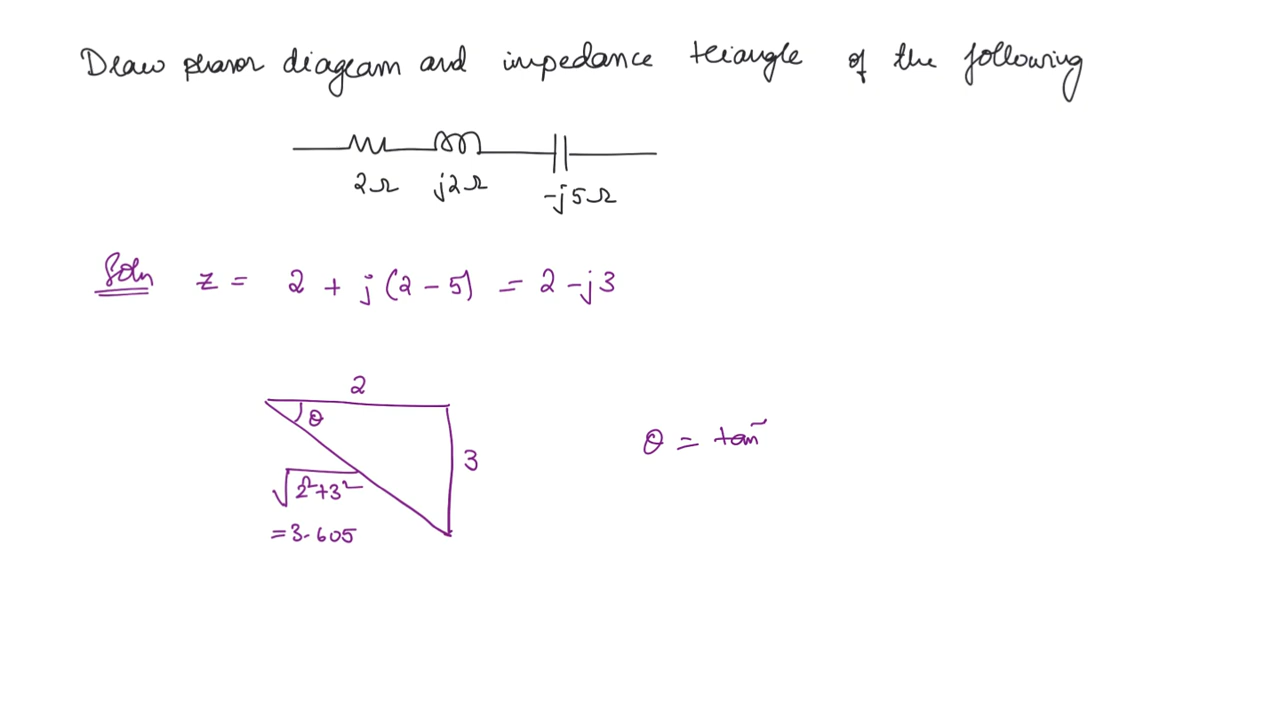 Draw phasor diagram and impedance triangle of the following
2Ω j2Ω -j5Ω
Soln z = 2 + j(2-5) = 2-j3
2
θ
3
θ = tan⁻
√2²+3²
=3.605